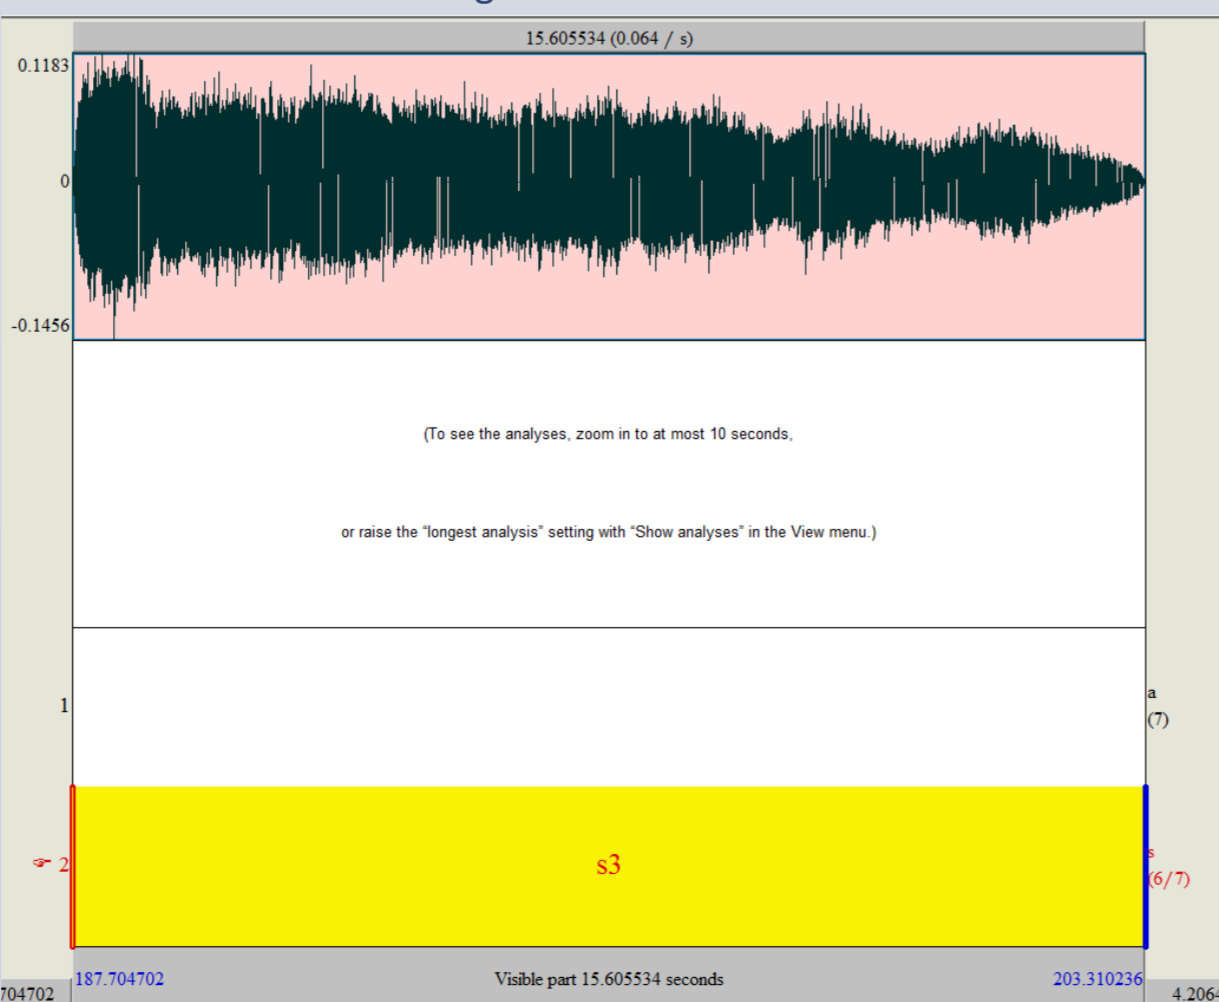 15.605534 (0.064 / s)
0.1183
0
-0.1456
(To see the analyses, zoom in to at most 10 seconds,
or raise the “longest analysis” setting with “Show analyses” in the View menu.)
1
a
(7)
☞ 2
s3
s
(6/7)
187.704702
Visible part 15.605534 seconds
203.310236
704702
4.2064